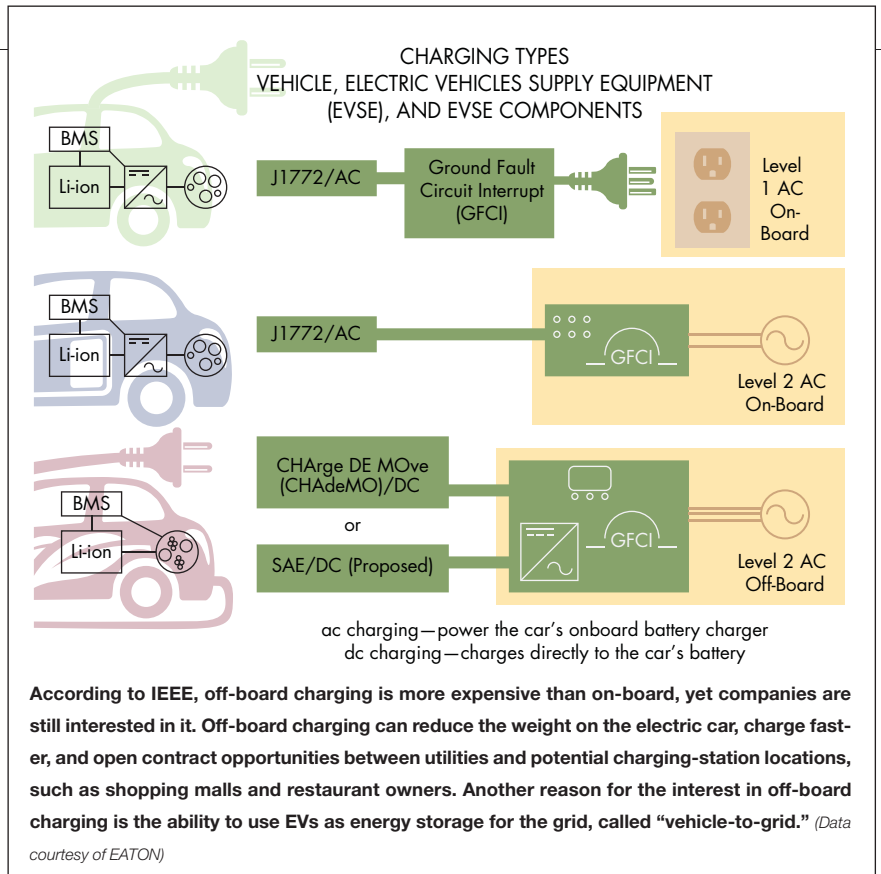 CHARGING TYPES
VEHICLE, ELECTRIC VEHICLES SUPPLY EQUIPMENT
(EVSE), AND EVSE COMPONENTS
BMS
Li-ion
J1772/AC
Ground Fault
Circuit Interrupt
(GFCI)
Level
1 AC
On-
Board
BMS
Li-ion
J1772/AC
GFCI
Level 2 AC
On-Board
BMS
Li-ion
CHArge DE MOve
(CHAdeMO)/DC
or
SAE/DC (Proposed)
GFCI
Level 2 AC
Off-Board
ac charging—power the car’s onboard battery charger
dc charging—charges directly to the car’s battery
According to IEEE, off-board charging is more expensive than on-board, yet companies are
still interested in it. Off-board charging can reduce the weight on the electric car, charge fast-
er, and open contract opportunities between utilities and potential charging-station locations,
such as shopping malls and restaurant owners. Another reason for the interest in off-board
charging is the ability to use EVs as energy storage for the grid, called “vehicle-to-grid.” (Data
courtesy of EATON)